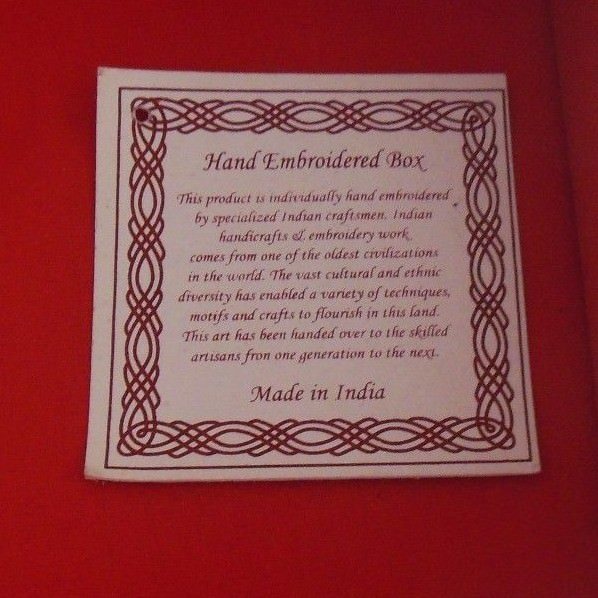 Hand Embroidered Box
This product is individually hand embroidered
by specialized Indian craftsmen. Indian
handicrafts & embroidery work
comes from one of the oldest civilizations
in the world. The vast cultural and ethnic
diversity has enabled a variety of techniques,
motifs and crafts to flourish in this land.
This art has been handed over to the skilled
artisans fron one generation to the next.
Made in India